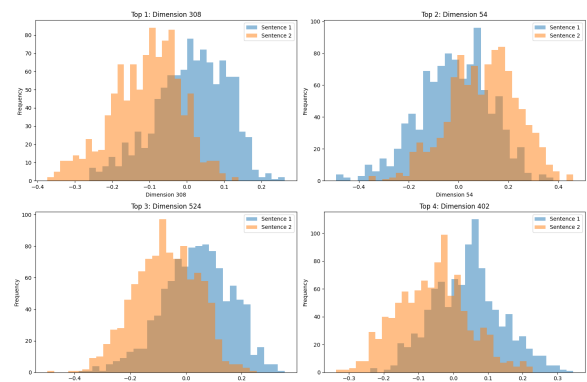 Top 1: Dimension 308
Sentence 1
Sentence 2
Frequency
80
70
60
50
40
30
20
10
0
−0.4 −0.3 −0.2 −0.1 0.0 0.1 0.2
Dimension 308
Top 2: Dimension 54
Sentence 1
Sentence 2
Frequency
100
80
60
40
20
0
−0.4 −0.2 0.0 0.2 0.4
Dimension 54
Top 3: Dimension 524
Sentence 1
Sentence 2
Frequency
100
80
60
40
20
0
−0.4 −0.2 0.0 0.2
Top 4: Dimension 402
Sentence 1
Sentence 2
Frequency
100
80
60
40
20
0
−0.3 −0.2 −0.1 0.0 0.1 0.2 0.3